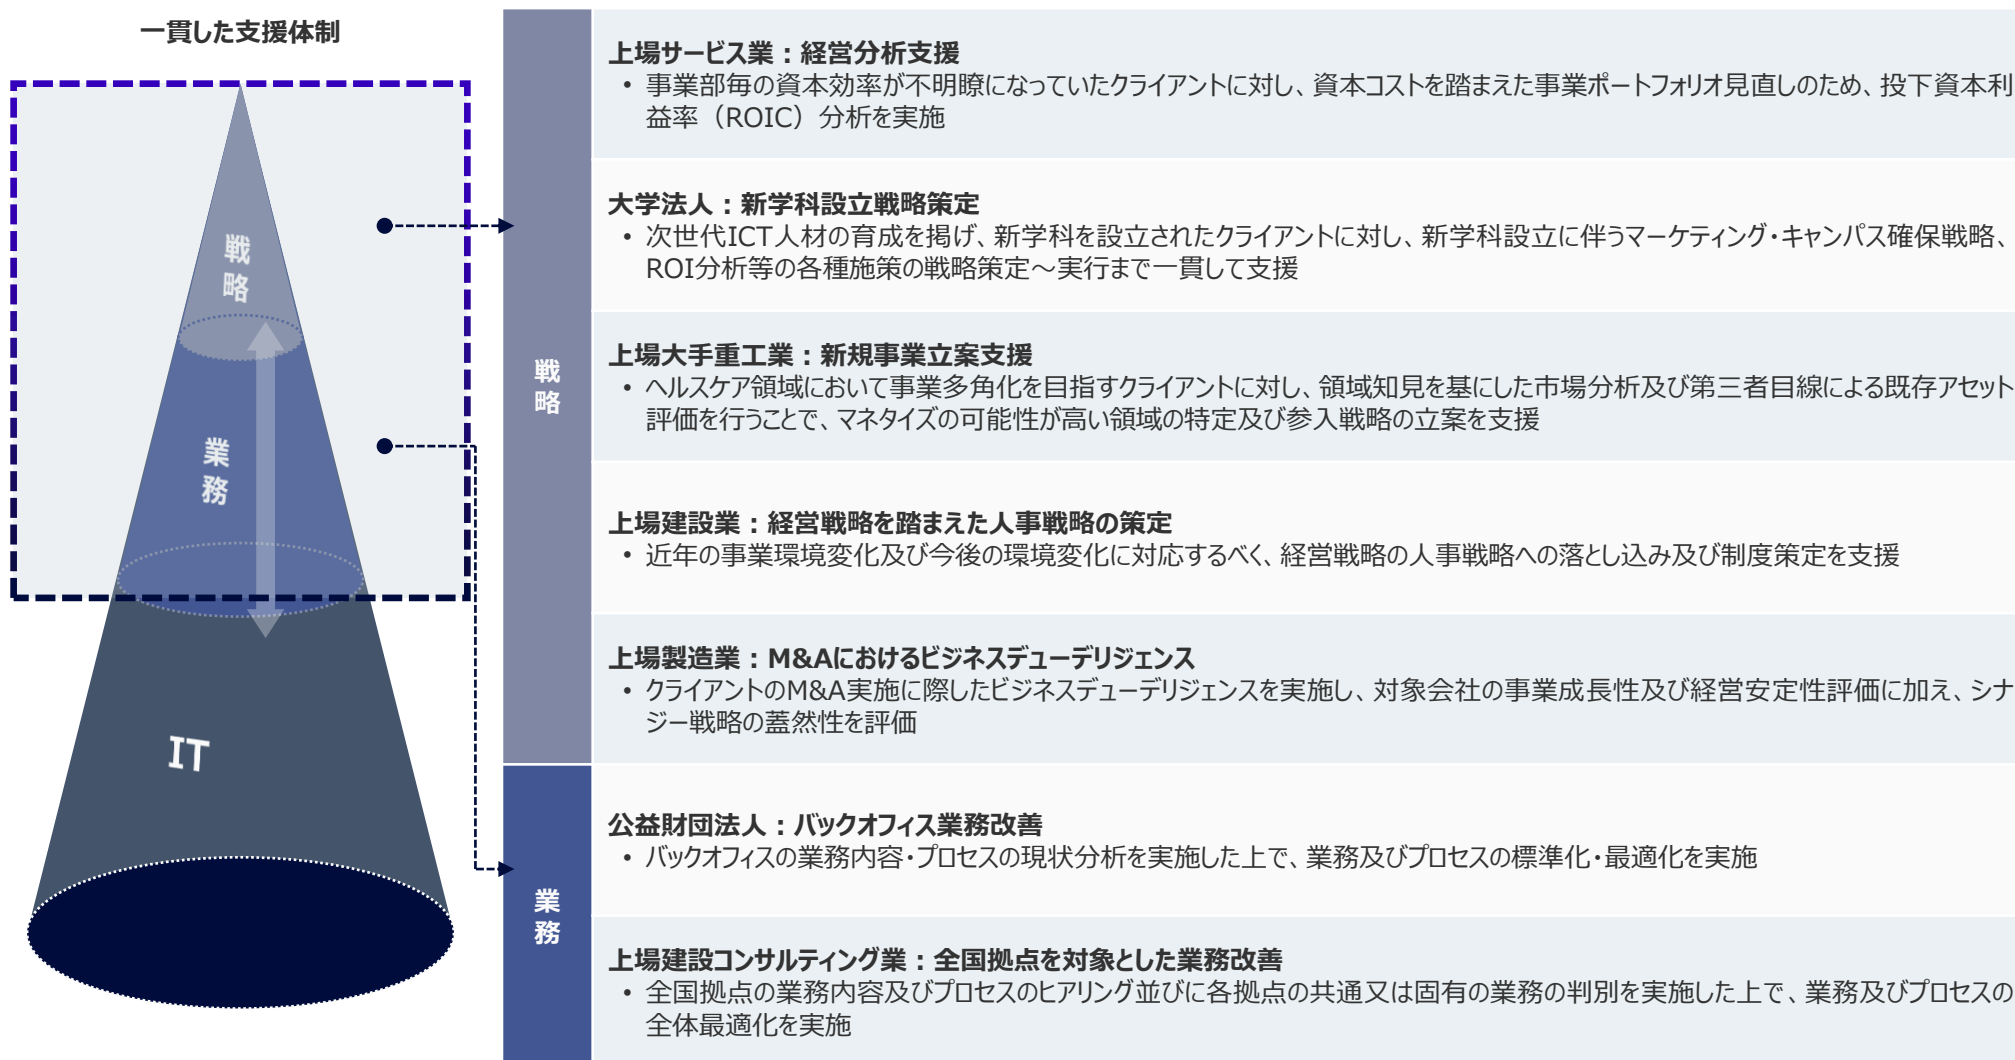 一貫した支援体制
戦略
業務
IT
戦略
上場サービス業：経営分析支援
• 事業部毎の資本効率が不明瞭になっていたクライアントに対し、資本コストを踏まえた事業ポートフォリオ見直しのため、投下資本利
益率（ROIC）分析を実施
大学法人：新学科設立戦略策定
• 次世代ICT人材の育成を掲げ、新学科を設立されたクライアントに対し、新学科設立に伴うマーケティング・キャンパス確保戦略、
ROI分析等の各種施策の戦略策定～実行まで一貫して支援
上場大手重工業：新規事業立案支援
• ヘルスケア領域において事業多角化を目指すクライアントに対し、領域知見を基にした市場分析及び第三者目線による既存アセット
評価を行うことで、マネタイズの可能性が高い領域の特定及び参入戦略の立案を支援
上場建設業：経営戦略を踏まえた人事戦略の策定
• 近年の事業環境変化及び今後の環境変化に対応するべく、経営戦略の人事戦略への落とし込み及び制度策定を支援
上場製造業：M&Aにおけるビジネスデューデリジェンス
• クライアントのM&A実施に際したビジネスデューデリジェンスを実施し、対象会社の事業成長性及び経営安定性評価に加え、シナ
ジー戦略の蓋然性を評価
業務
公益財団法人：バックオフィス業務改善
• バックオフィスの業務内容・プロセスの現状分析を実施した上で、業務及びプロセスの標準化・最適化を実施
上場建設コンサルティング業：全国拠点を対象とした業務改善
• 全国拠点の業務内容及びプロセスのヒアリング並びに各拠点の共通又は固有の業務の判別を実施した上で、業務及びプロセスの
全体最適化を実施